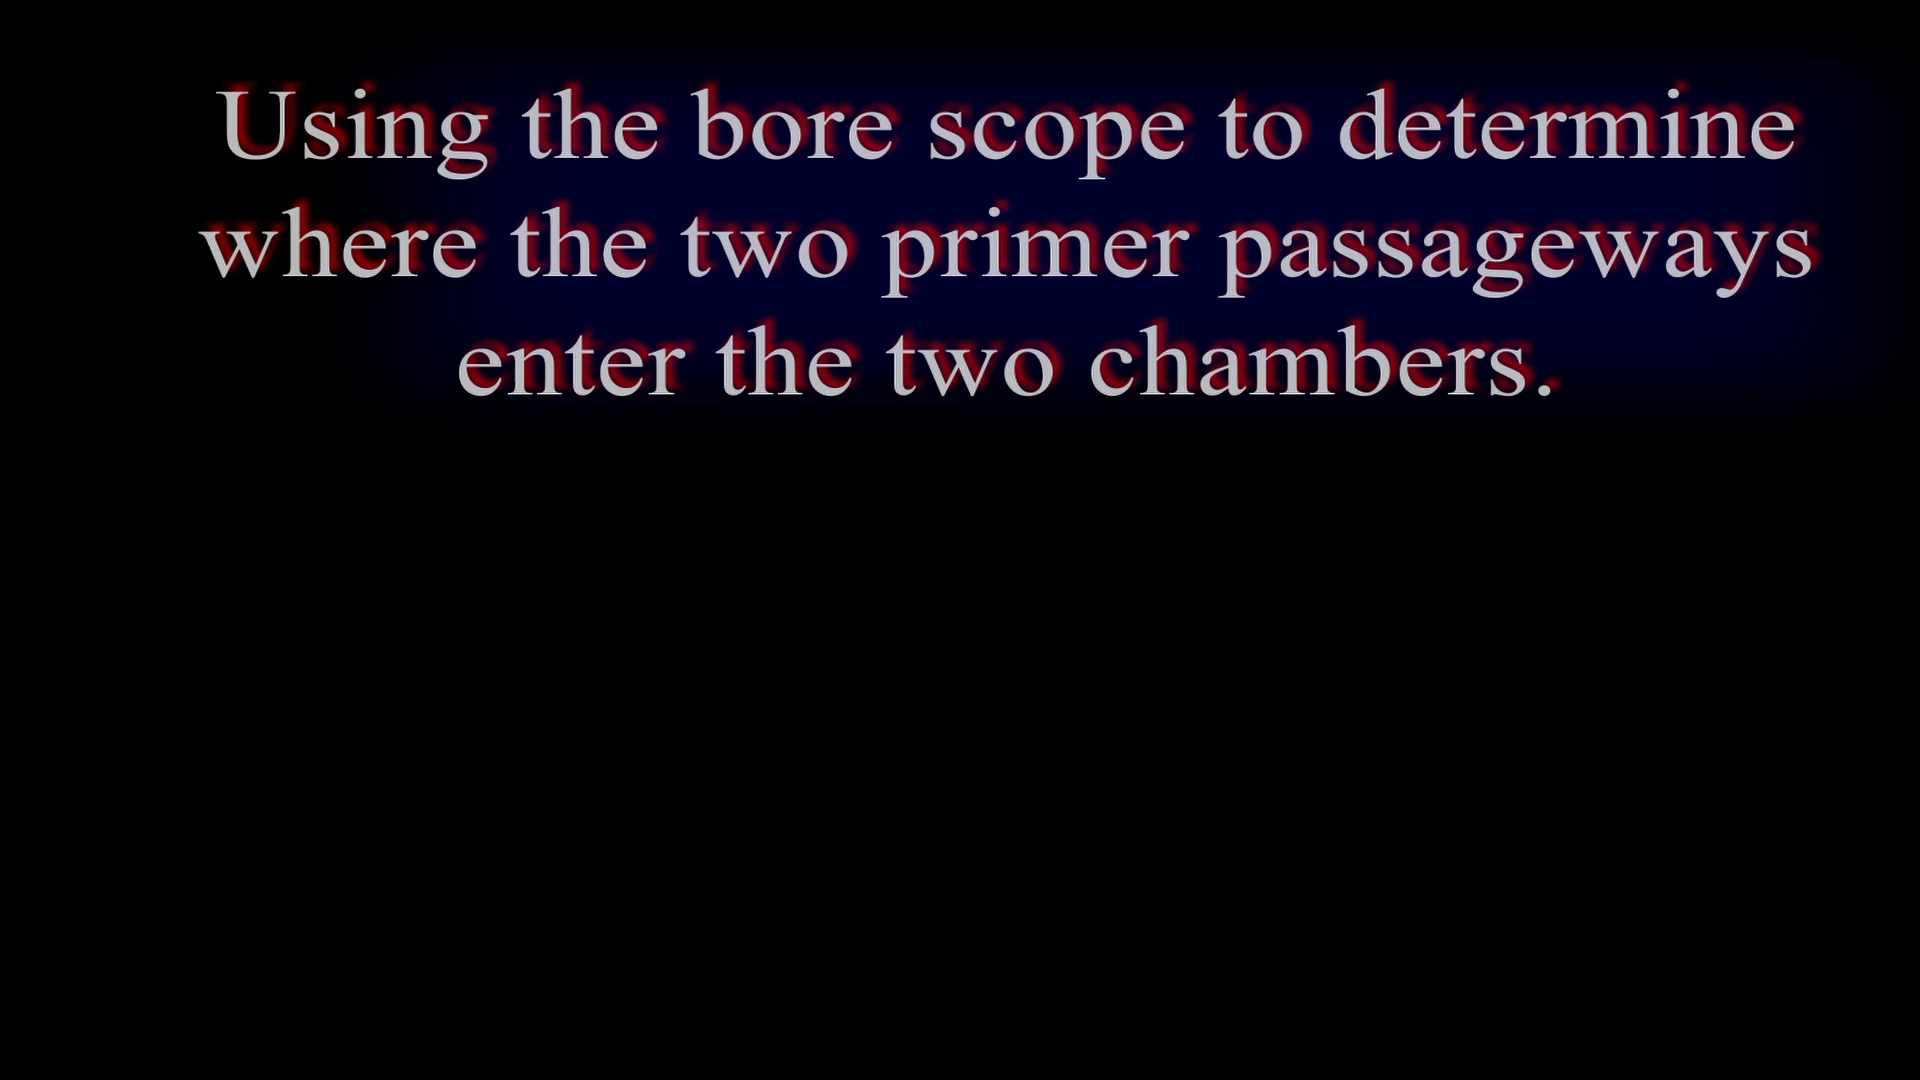 Using the bore scope to determine
where the two primer passageways
enter the two chambers.